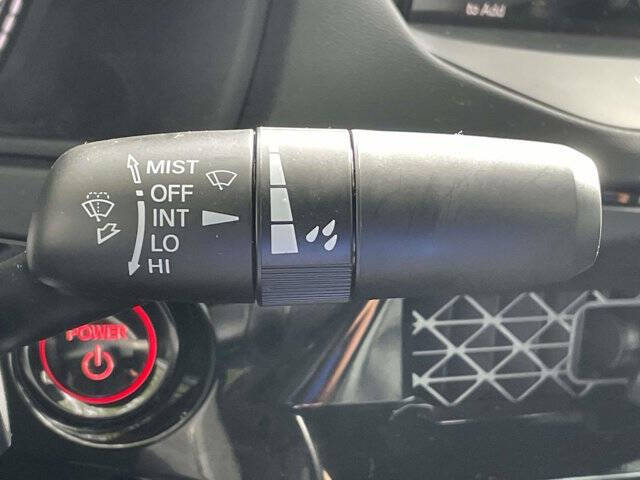 to Add
MIST
OFF
INT
LO
HI
POWER